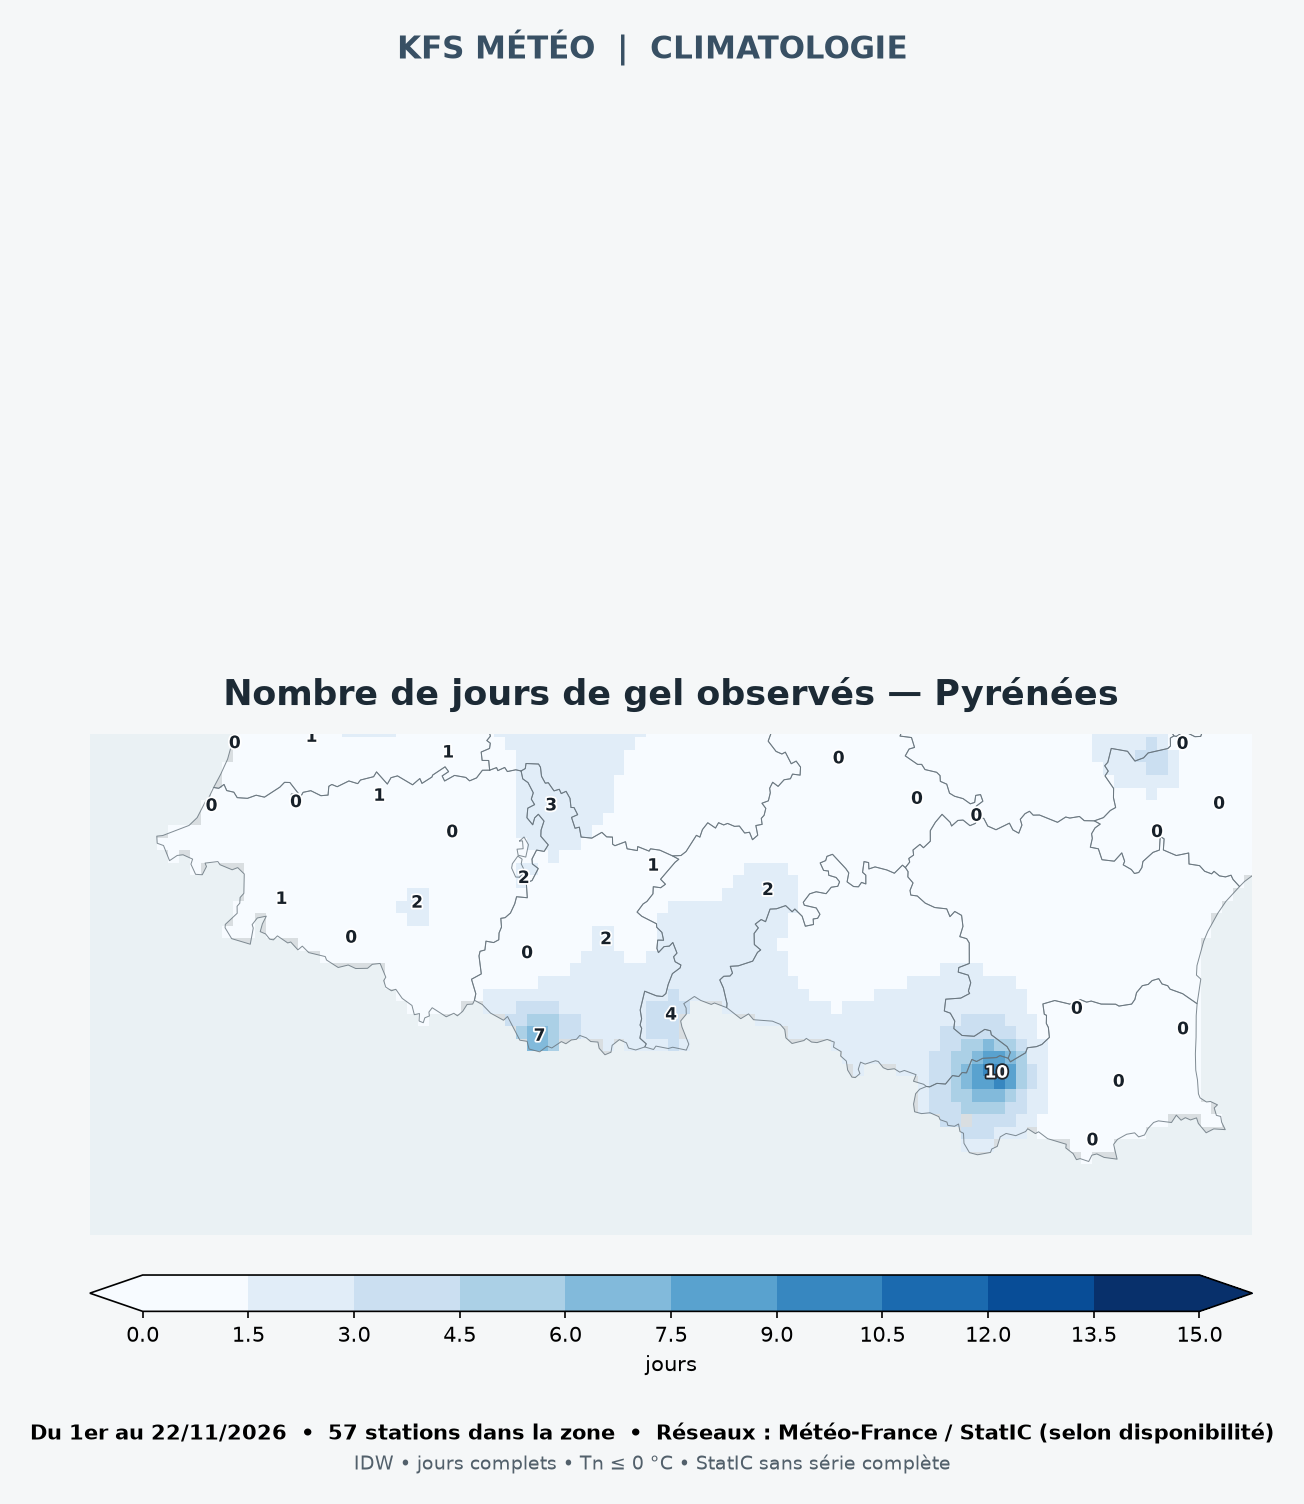 KFS MÉTÉO | CLIMATOLOGIE
Nombre de jours de gel observés — Pyrénées
0 1 1 0 0
0 0 1 0 3 0 0 0 0
1 2 1 2 2
0 0 2
7 4 0 0
10 0
0
0.0 1.5 3.0 4.5 6.0 7.5 9.0 10.5 12.0 13.5 15.0
jours
Du 1er au 22/11/2026 • 57 stations dans la zone • Réseaux : Météo-France / StatIC (selon disponibilité)
IDW • jours complets • Tn ≤ 0 °C • StatIC sans série complète